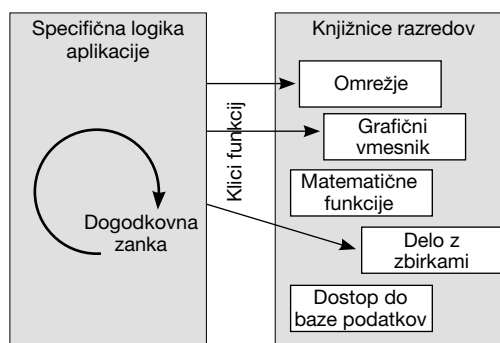 Specifična logika
aplikacije
Dogodkovna
zanka
Klici funkcij
Knjižnice razredov
Omrežje
Grafični
vmesnik
Matematične
funkcije
Delo z
zbirkami
Dostop do
baze podatkov